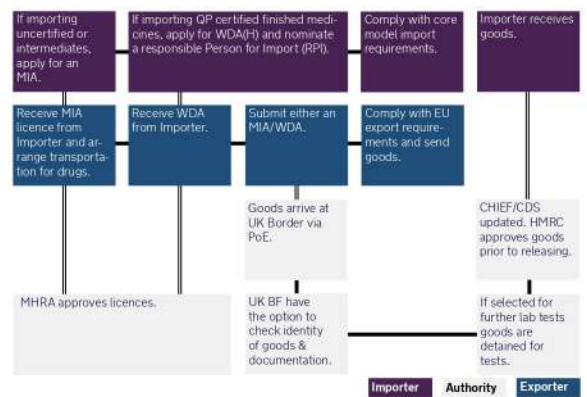 If importing
uncertified or
intermediates,
apply for an
MIA.
If importing QP certified finished medi-
cines, apply for WDA(H) and nominate
a responsible Person for Import (RPI).
Comply with core
model import
requirements.
Importer receives
goods.
Receive MIA
licence from
Importer and ar-
range transporta-
tion for drugs.
Receive WDA
from Importer.
Submit either an
MIA/WDA.
Comply with EU
export require-
ments and send
goods.
Goods arrive at
UK Border via
PoE.
CHIEF/CDS
updated. HMRC
approves goods
prior to releasing.
MHRA approves licences.
UK BF have
the option to
check identity
of goods &
documentation.
If selected for
further lab tests
goods are
detained for
tests.
Importer
Authority
Exporter